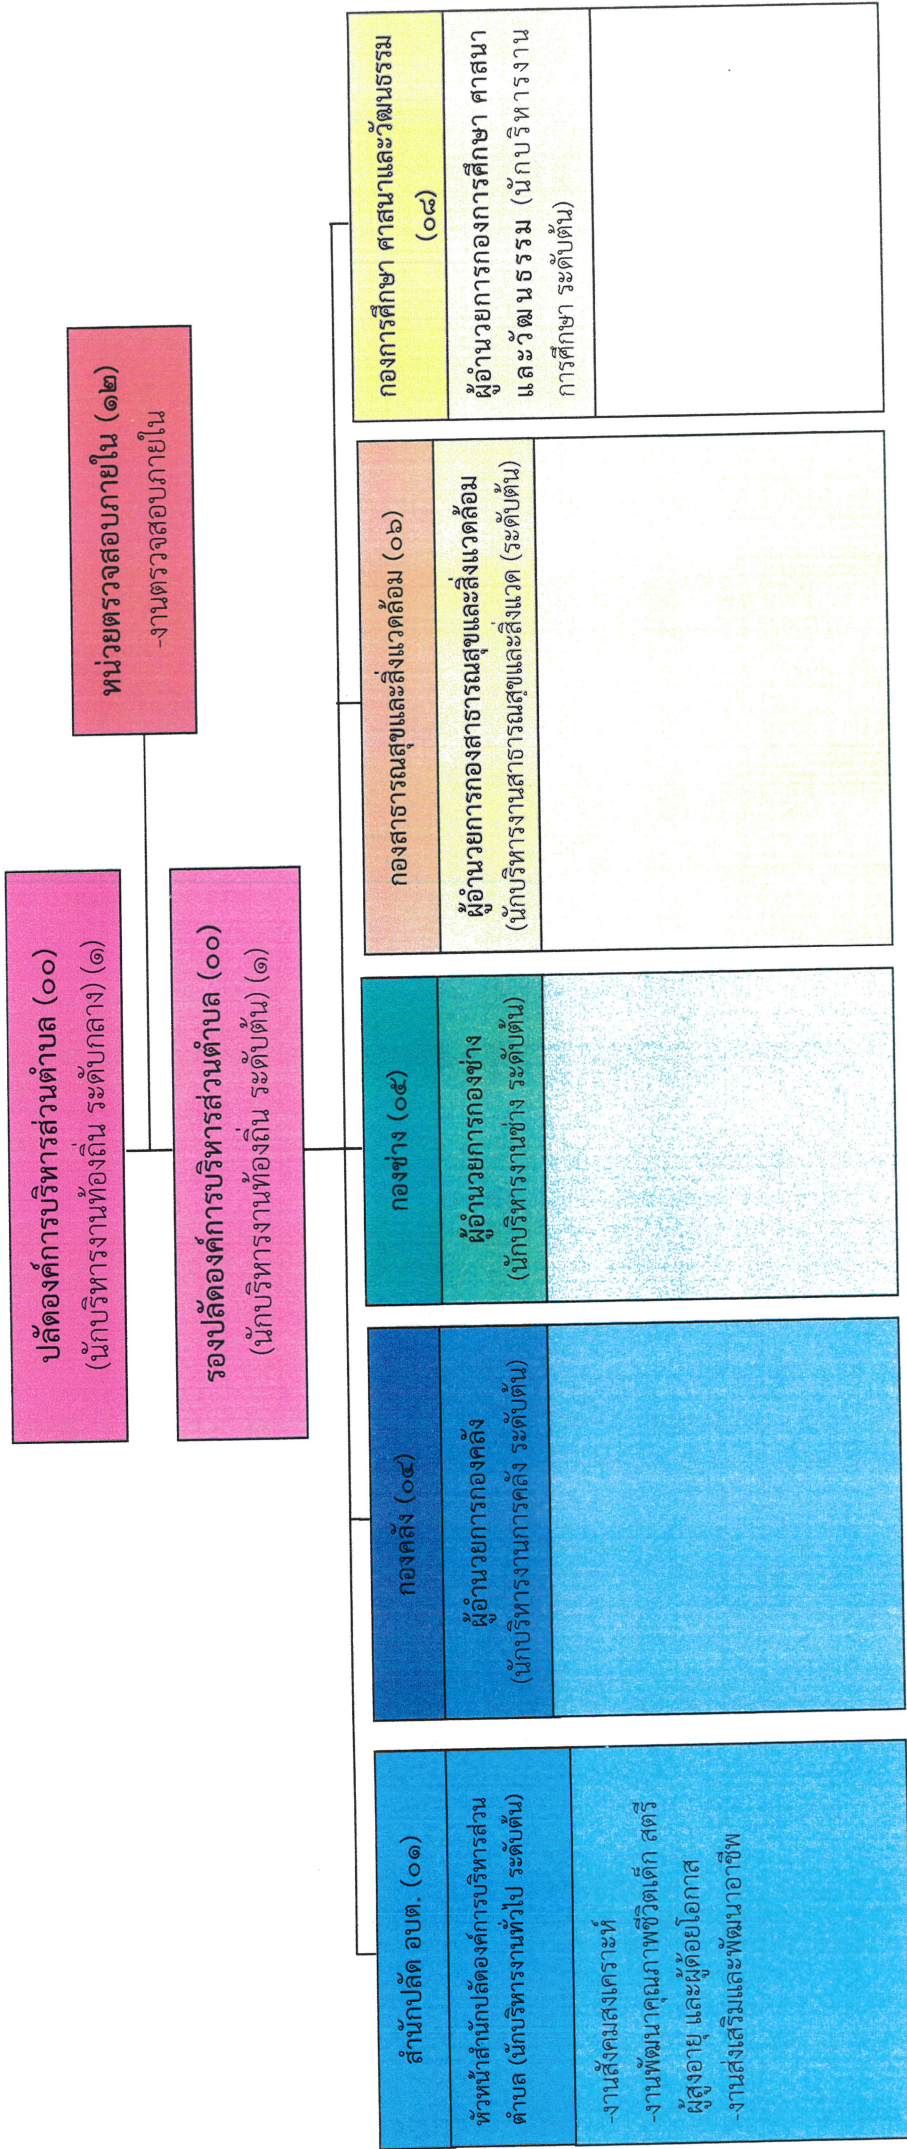 ปลัดองค์การบริหารส่วนตำบล (๐๐)
(นักบริหารงานท้องถิ่น ระดับกลาง) (๑)
หน่วยตรวจสอบภายใน (๑๒)
-งานตรวจสอบภายใน
รองปลัดองค์การบริหารส่วนตำบล (๐๐)
(นักบริหารงานท้องถิ่น ระดับต้น) (๑)
สำนักปลัด อบต. (๐๑)
หัวหน้าสำนักปลัดองค์การบริหารส่วน
ตำบล (นักบริหารงานทั่วไป ระดับต้น)
-งานสังคมสงเคราะห์
-งานพัฒนาคุณภาพชีวิตเด็ก สตรี
ผู้สูงอายุ และผู้ด้อยโอกาส
-งานส่งเสริมและพัฒนาอาชีพ
กองคลัง (๐๔)
ผู้อำนวยการกองคลัง
(นักบริหารงานการคลัง ระดับต้น)
กองช่าง (๐๕)
ผู้อำนวยการกองช่าง
(นักบริหารงานช่าง ระดับต้น)
กองสาธารณสุขและสิ่งแวดล้อม (๐๖)
ผู้อำนวยการกองสาธารณสุขและสิ่งแวดล้อม
(นักบริหารงานสาธารณสุขและสิ่งแวด (ระดับต้น)
กองการศึกษา ศาสนาและวัฒนธรรม
(๐๘)
ผู้อำนวยการกองการศึกษา ศาสนา
และวัฒนธรรม (นักบริหารงาน
การศึกษา ระดับต้น)